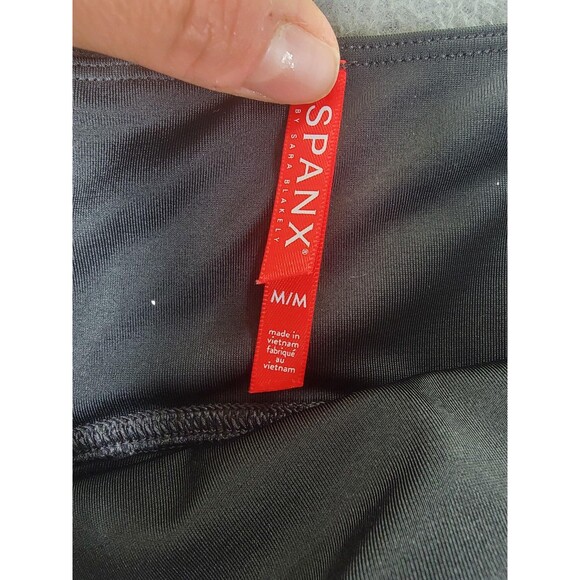 SPANX®
BY SARA BLAKELY
M/M
made in
vietnam
fabriqué
au
vietnam